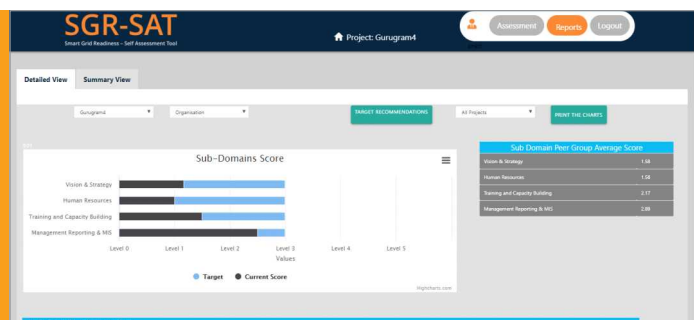 SGR-SAT
Smart Grid Readiness - Self Assessment Tool
Project: Gurugram4
Assessment
Reports
Logout
Detailed View
Summary View
Gurugram4
Organisation
TARGET RECOMMENDATIONS
All Projects
PRINT THE CHARTS
Sub-Domains Score
Vision & Strategy
Human Resources
Training and Capacity Building
Management Reporting & MIS
Level 0 Level 1 Level 2 Level 3 Level 4 Level 5
Values
Target Current Score
Highcharts.com
Sub Domain Peer Group Average Score
Vision & Strategy 1.56
Human Resources 1.58
Training and Capacity Building 2.17
Management Reporting & MIS 2.09